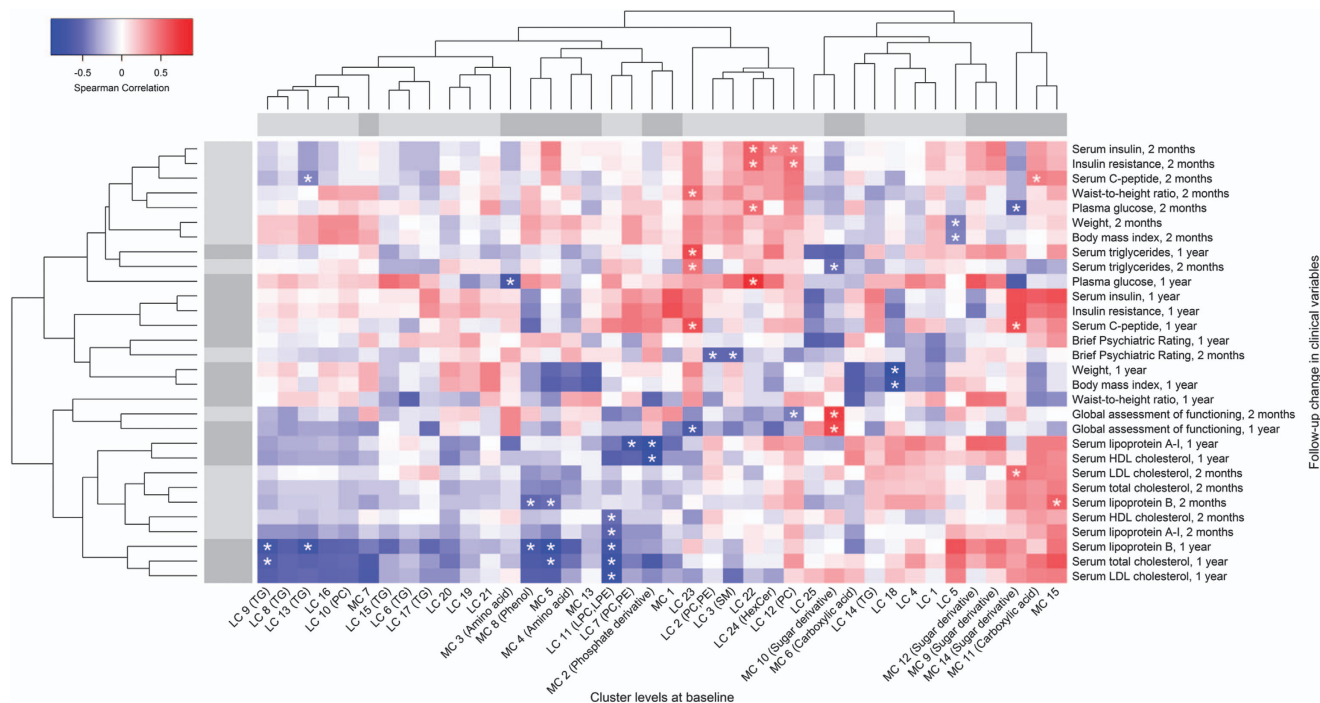 -0.5 0 0.5
Spearman Correlation
Serum insulin, 2 months
Insulin resistance, 2 months
Serum C-peptide, 2 months
Waist-to-height ratio, 2 months
Plasma glucose, 2 months
Weight, 2 months
Body mass index, 2 months
Serum triglycerides, 1 year
Serum triglycerides, 2 months
Plasma glucose, 1 year
Serum insulin, 1 year
Insulin resistance, 1 year
Serum C-peptide, 1 year
Brief Psychiatric Rating, 1 year
Brief Psychiatric Rating, 2 months
Weight, 1 year
Body mass index, 1 year
Waist-to-height ratio, 1 year
Global assessment of functioning, 2 months
Global assessment of functioning, 1 year
Serum lipoprotein A-I, 1 year
Serum HDL cholesterol, 1 year
Serum LDL cholesterol, 2 months
Serum total cholesterol, 2 months
Serum lipoprotein B, 2 months
Serum HDL cholesterol, 2 months
Serum lipoprotein A-I, 2 months
Serum lipoprotein B, 1 year
Serum total cholesterol, 1 year
Serum LDL cholesterol, 1 year
Follow-up change in clinical variables
LC 9 (TG)
LC 8 (TG)
LC 13 (TG)
LC 16
LC 10 (PC)
MC 7
LC 15 (TG)
LC 6 (TG)
LC 17 (TG)
LC 20
LC 19
LC 21
MC 3 (Amino acid)
MC 8 (Phenol)
MC 5
MC 4 (Amino acid)
MC 13
LC 11 (LPC,LPE)
LC 7 (PC,PE)
MC 2 (Phosphate derivative)
MC 1
LC 23
LC 2 (PC,PE)
LC 3 (SM)
LC 22
LC 24 (HexCer)
LC 12 (PC)
LC 25
MC 10 (Sugar derivative)
MC 6 (Carboxylic acid)
LC 14 (TG)
LC 18
LC 4
LC 1
LC 5
MC 12 (Sugar derivative)
MC 9 (Sugar derivative)
MC 14 (Sugar derivative)
MC 11 (Carboxylic acid)
MC 15
Cluster levels at baseline